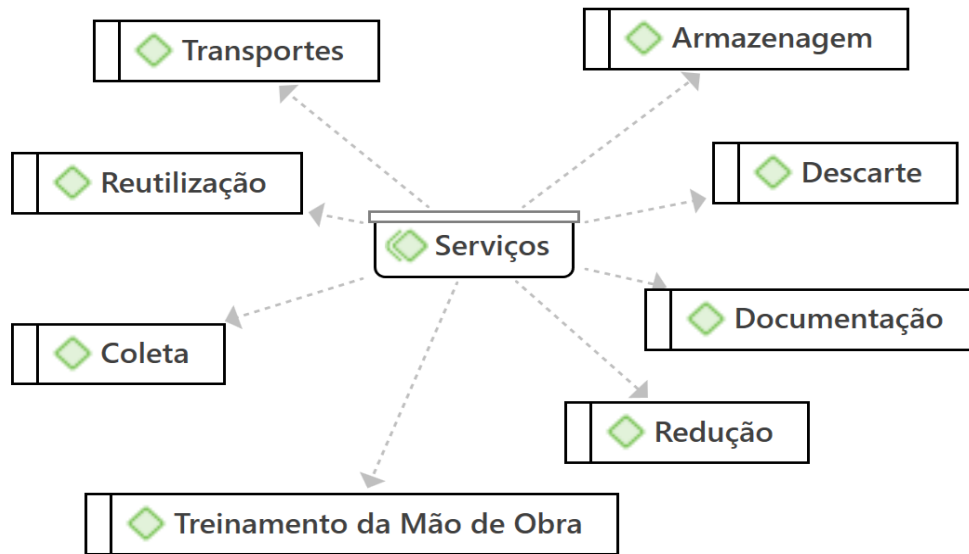 Transportes
Armazenagem
Reutilização
Descarte
Serviços
Documentação
Coleta
Redução
Treinamento da Mão de Obra